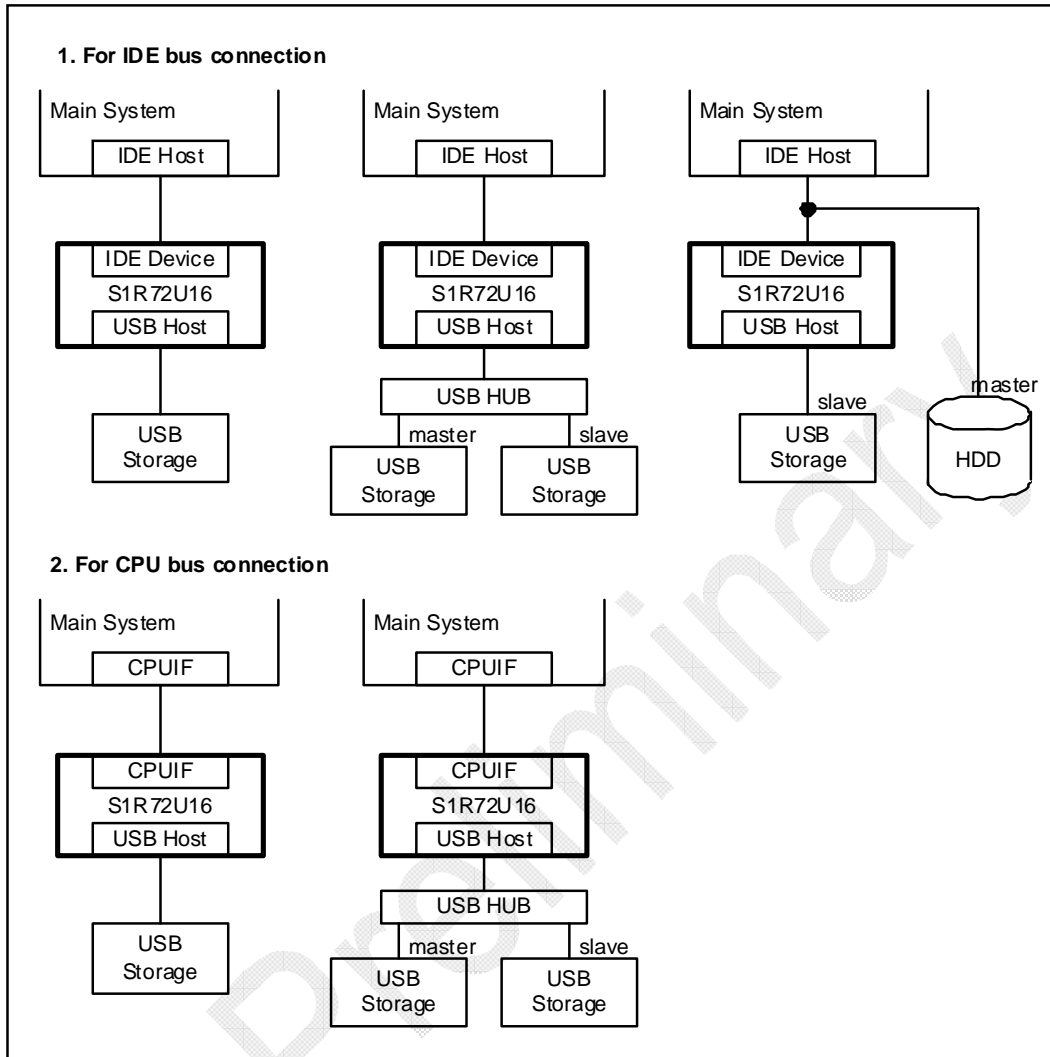 1. For IDE bus connection
Main System
IDE Host
IDE Device
S1R72U16
USB Host
USB
Storage
Main System
IDE Host
IDE Device
S1R72U16
USB Host
USB HUB
master
slave
USB
Storage
USB
Storage
Main System
IDE Host
IDE Device
S1R72U16
USB Host
slave
USB
Storage
master
HDD
2. For CPU bus connection
Main System
CPUIF
CPUIF
S1R72U16
USB Host
USB
Storage
Main System
CPUIF
CPUIF
S1R72U16
USB Host
USB HUB
master
slave
USB
Storage
USB
Storage
Preliminary